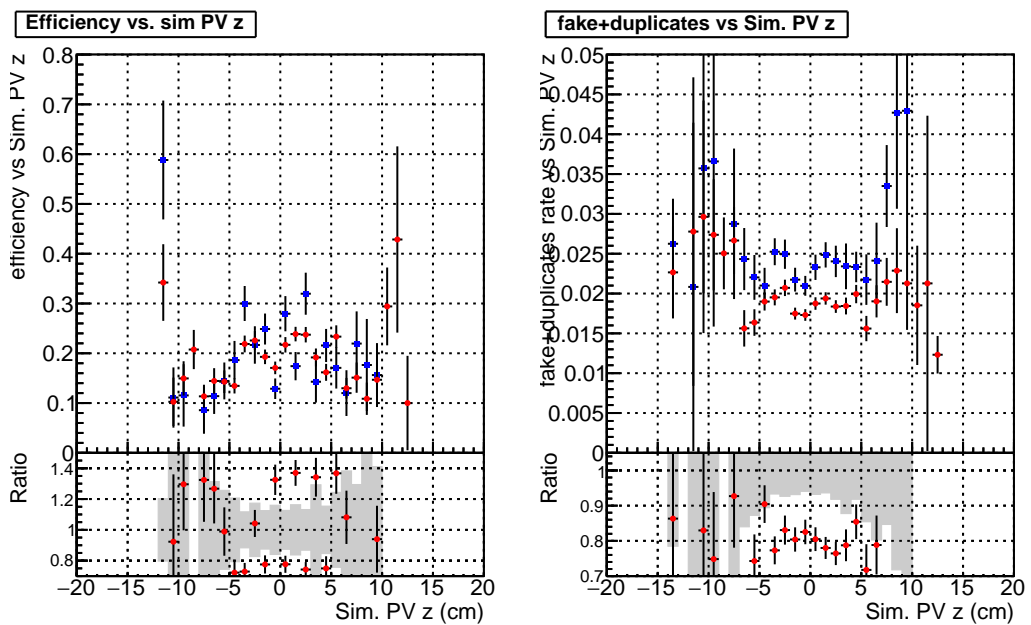 Efficiency vs. sim PV z
efficiency vs Sim. PV z
0.8
0.7
0.6
0.5
0.4
0.3
0.2
0.1
0
Ratio
1.4
1.2
1
0.8
−20 −15 −10 −5 0 5 10 15 20
Sim. PV z (cm)
fake+duplicates vs Sim. PV z
fake+duplicates rate vs Sim. PV z
0.05
0.045
0.04
0.035
0.03
0.025
0.02
0.015
0.01
0.005
0
Ratio
1
0.9
0.8
0.7
−20 −15 −10 −5 0 5 10 15 20
Sim. PV z (cm)